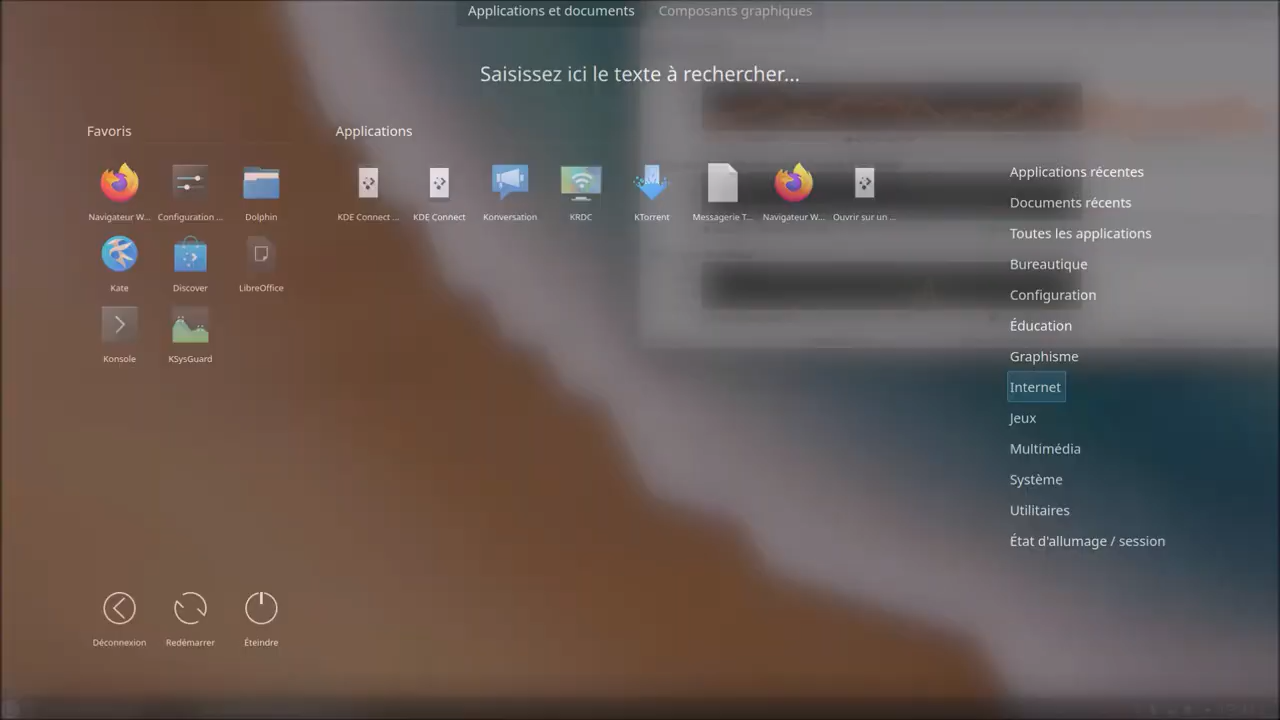 Applications et documents Composants graphiques
Saisissez ici le texte à rechercher...
Favoris
Navigateur W... Configuration ... Dolphin
Kate Discover LibreOffice
Konsole KSysGuard
Applications
KDE Connect ... KDE Connect Konversation KRDC KTorrent Messagerie T... Navigateur W... Ouvrir sur un ...
Applications récentes
Documents récents
Toutes les applications
Bureautique
Configuration
Éducation
Graphisme
Internet
Jeux
Multimédia
Système
Utilitaires
État d'allumage / session
Déconnexion Redémarrer Éteindre